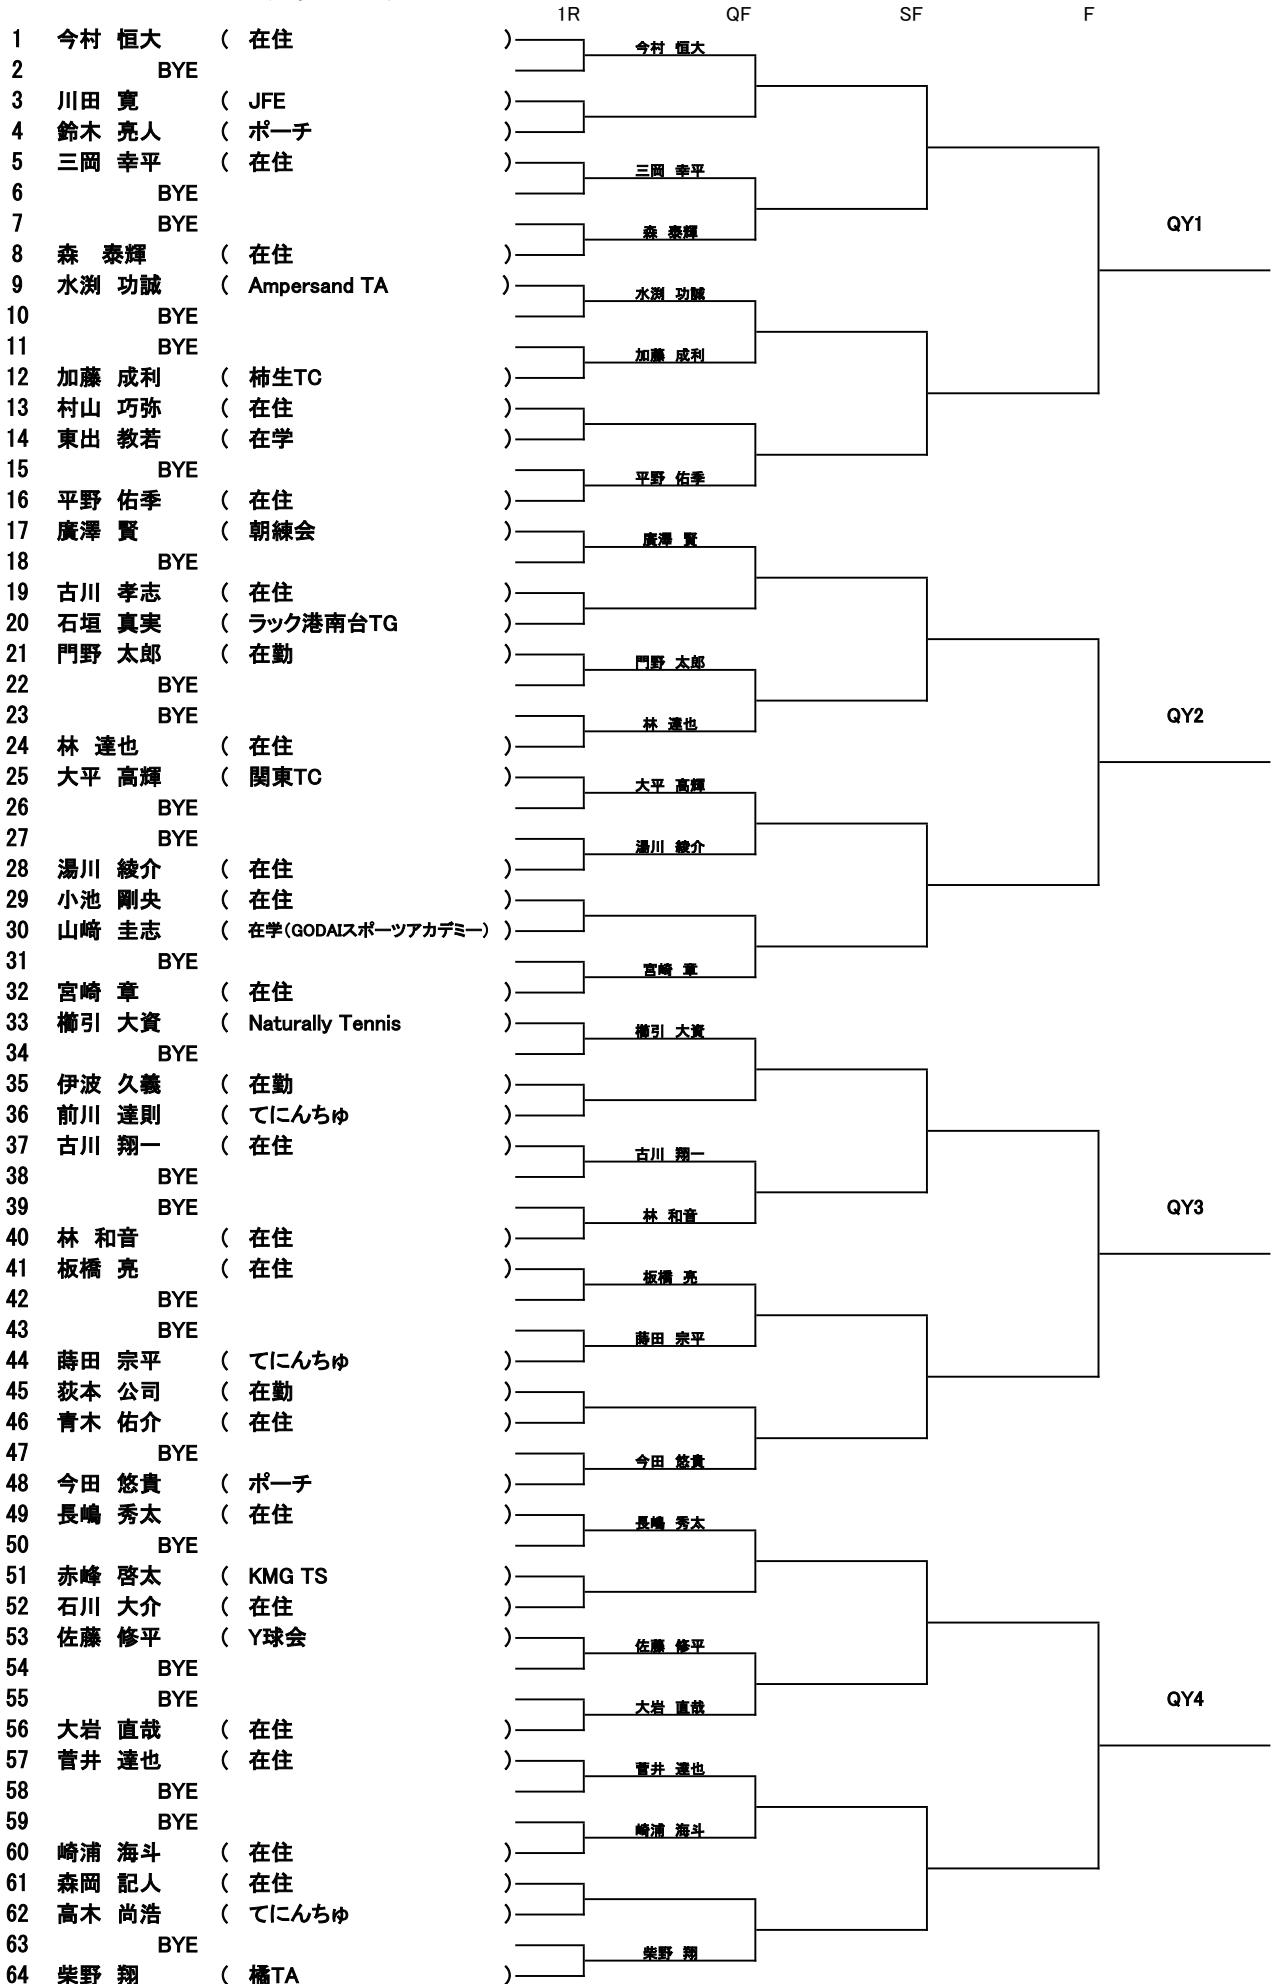 1R QF SF F
1 今村 恒大 ( 在住 )
今村 恒大
2 BYE
3 川田 寛 ( JFE )
4 鈴木 亮人 ( ポーチ )
5 三岡 幸平 ( 在住 )
三岡 幸平
6 BYE
7 BYE QY1
森 泰輝
8 森 泰輝 ( 在住 )
9 水渕 功誠 ( Ampersand TA )
水渕 功誠
10 BYE
11 BYE
加藤 成利
12 加藤 成利 ( 柿生TC )
13 村山 巧弥 ( 在住 )
14 東出 教若 ( 在学 )
15 BYE
平野 佑季
16 平野 佑季 ( 在住 )
17 廣澤 賢 ( 朝練会 )
廣澤 賢
18 BYE
19 古川 孝志 ( 在住 )
20 石垣 真実 ( ラック港南台TG )
21 門野 太郎 ( 在勤 )
門野 太郎
22 BYE
23 BYE QY2
林 達也
24 林 達也 ( 在住 )
25 大平 高輝 ( 関東TC )
大平 高輝
26 BYE
27 BYE
湯川 綾介
28 湯川 綾介 ( 在住 )
29 小池 剛央 ( 在住 )
30 山﨑 圭志 ( 在学(GODAIスポーツアカデミー) )
31 BYE
宮崎 章
32 宮崎 章 ( 在住 )
33 櫛引 大資 ( Naturally Tennis )
櫛引 大資
34 BYE
35 伊波 久義 ( 在勤 )
36 前川 達則 ( てにんちゅ )
37 古川 翔一 ( 在住 )
古川 翔一
38 BYE
39 BYE QY3
林 和音
40 林 和音 ( 在住 )
41 板橋 亮 ( 在住 )
板橋 亮
42 BYE
43 BYE
蒔田 宗平
44 蒔田 宗平 ( てにんちゅ )
45 荻本 公司 ( 在勤 )
46 青木 佑介 ( 在住 )
47 BYE
今田 悠貴
48 今田 悠貴 ( ポーチ )
49 長嶋 秀太 ( 在住 )
長嶋 秀太
50 BYE
51 赤峰 啓太 ( KMG TS )
52 石川 大介 ( 在住 )
53 佐藤 修平 ( Y球会 )
佐藤 修平
54 BYE
55 BYE QY4
大岩 直哉
56 大岩 直哉 ( 在住 )
57 菅井 達也 ( 在住 )
菅井 達也
58 BYE
59 BYE
崎浦 海斗
60 崎浦 海斗 ( 在住 )
61 森岡 記人 ( 在住 )
62 高木 尚浩 ( てにんちゅ )
63 BYE
柴野 翔
64 柴野 翔 ( 橘TA )